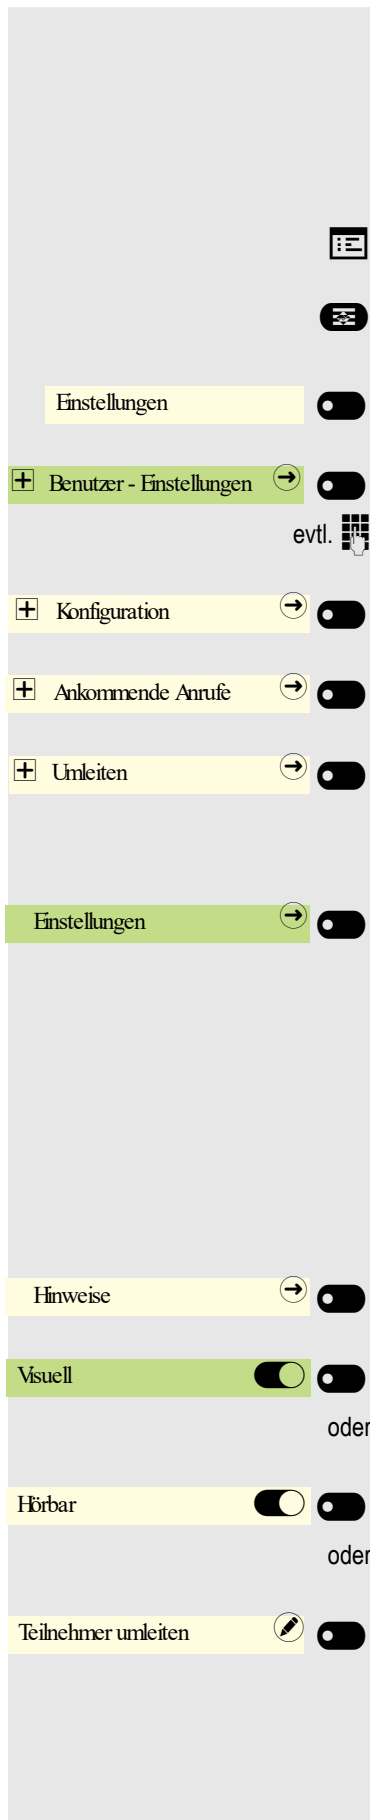 Einstellungen
Benutzer - Einstellungen
evtl.
Konfiguration
Ankommende Anrufe
Umleiten
Einstellungen
Hinweise
Visuell
oder
Hörbar
oder
Teilnehmer umleiten